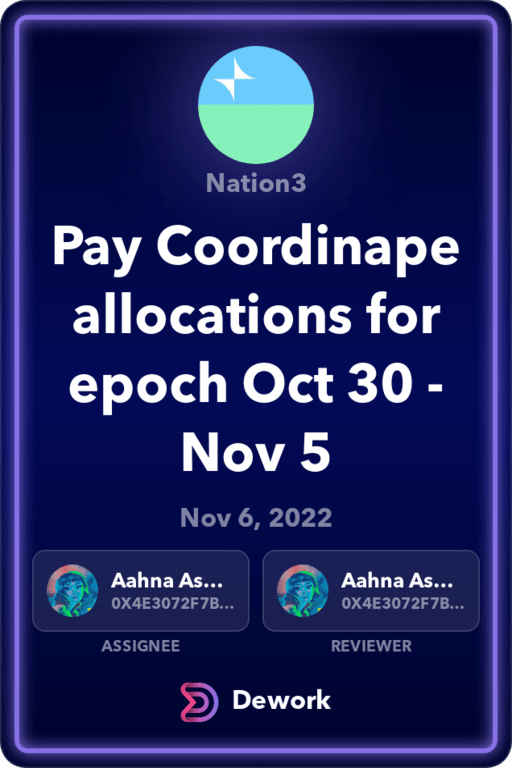 Nation3
Pay Coordinape
allocations for
epoch Oct 30 -
Nov 5
Nov 6, 2022
Aahna As...
0X4E3072F7B...
ASSIGNEE
Aahna As...
0X4E3072F7B...
REVIEWER
Dework